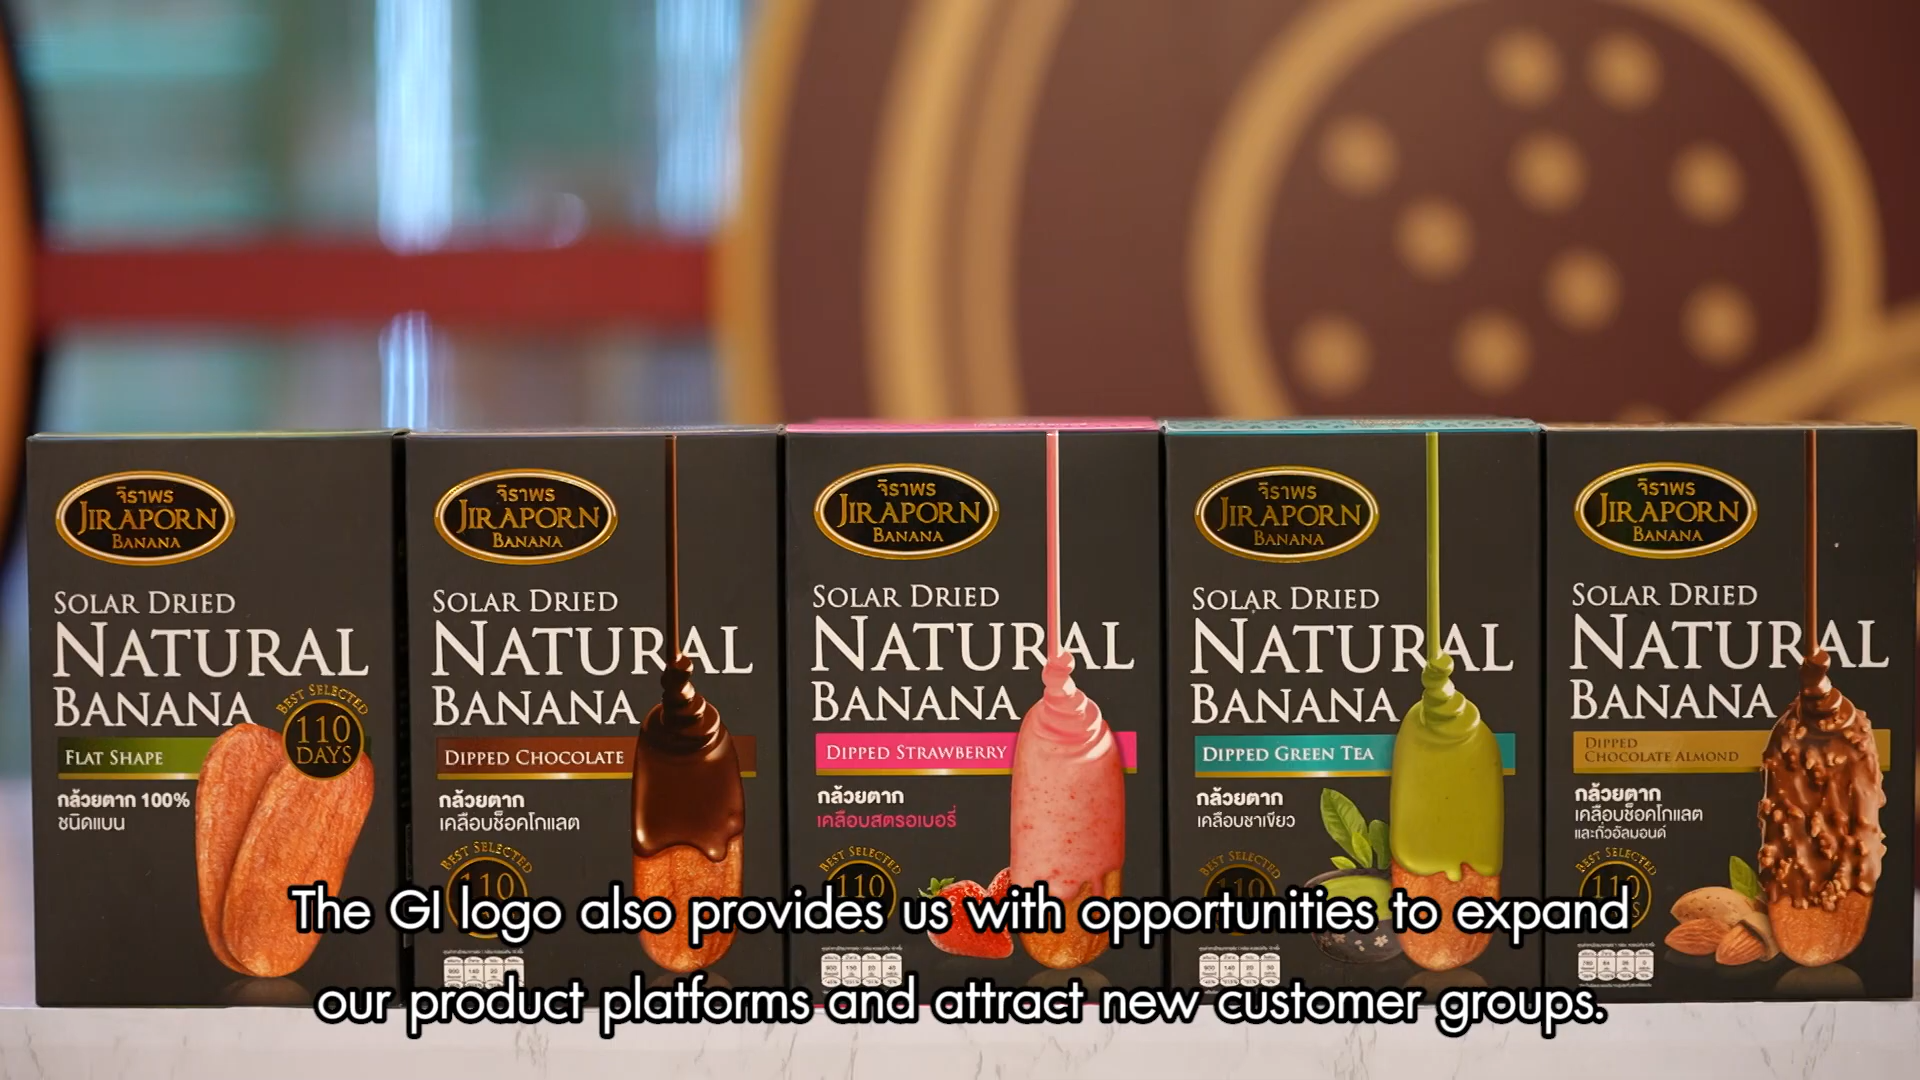 จิราพร
JIRAPORN
BANANA
SOLAR DRIED
NATURAL
BANANA
BEST SELECTED
110
DAYS
FLAT SHAPE
กล้วยตาก 100%
ชนิดแบน
จิราพร
JIRAPORN
BANANA
SOLAR DRIED
NATURAL
BANANA
DIPPED CHOCOLATE
กล้วยตาก
เคลือบช็อคโกแลต
BEST SELECTED
110
จิราพร
JIRAPORN
BANANA
SOLAR DRIED
NATURAL
BANANA
DIPPED STRAWBERRY
กล้วยตาก
เคลือบสตรอเบอรี่
BEST SELECTED
110
จิราพร
JIRAPORN
BANANA
SOLAR DRIED
NATURAL
BANANA
DIPPED GREEN TEA
กล้วยตาก
เคลือบชาเขียว
BEST SELECTED
110
จิราพร
JIRAPORN
BANANA
SOLAR DRIED
NATURAL
BANANA
DIPPED
CHOCOLATE ALMOND
กล้วยตาก
เคลือบช็อคโกแลต
และถั่วอัลมอนด์
BEST SELECTED
110
The GI logo also provides us with opportunities to expand
our product platforms and attract new customer groups.